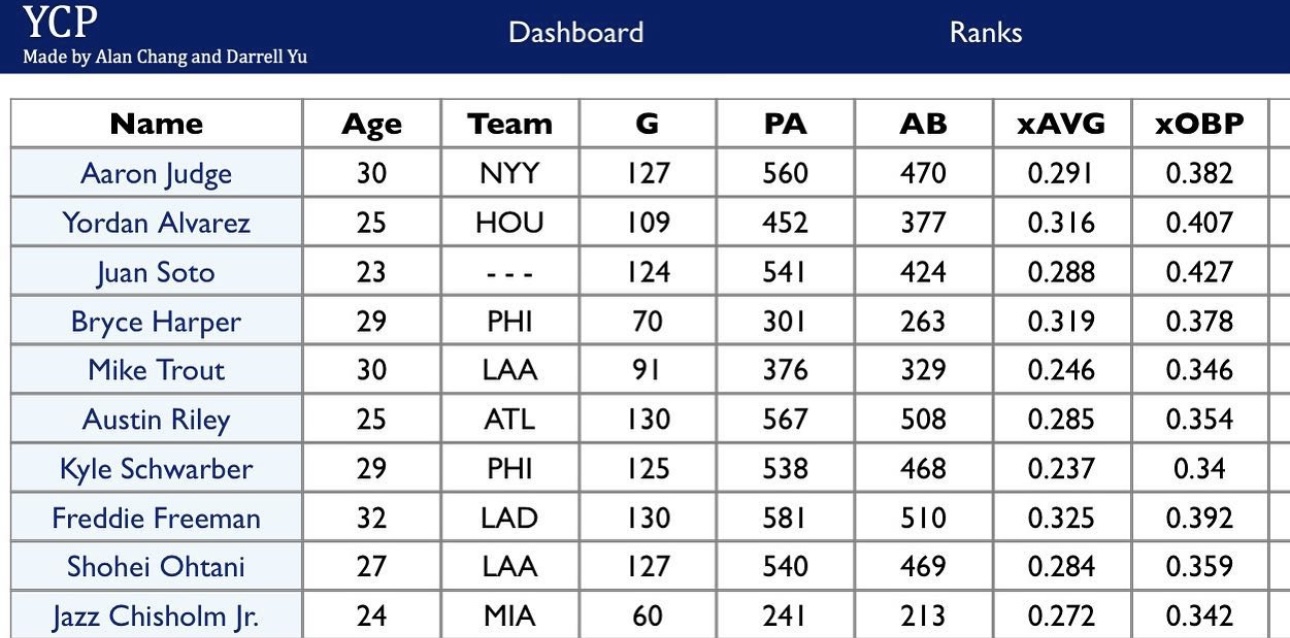 YCP
Made by Alan Chang and Darrell Yu
Dashboard Ranks
Name Age Team G PA AB xAVG xOBP
Aaron Judge 30 NYY 127 560 470 0.291 0.382
Yordan Alvarez 25 HOU 109 452 377 0.316 0.407
Juan Soto 23 - - - 124 541 424 0.288 0.427
Bryce Harper 29 PHI 70 301 263 0.319 0.378
Mike Trout 30 LAA 91 376 329 0.246 0.346
Austin Riley 25 ATL 130 567 508 0.285 0.354
Kyle Schwarber 29 PHI 125 538 468 0.237 0.34
Freddie Freeman 32 LAD 130 581 510 0.325 0.392
Shohei Ohtani 27 LAA 127 540 469 0.284 0.359
Jazz Chisholm Jr. 24 MIA 60 241 213 0.272 0.342